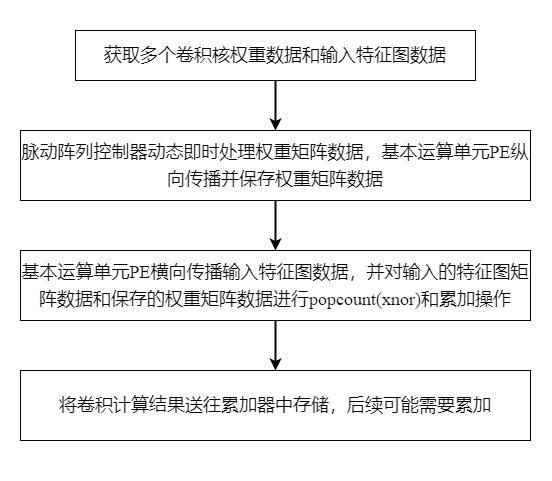 获取多个卷积核权重数据和输入特征图数据
脉动阵列控制器动态即时处理权重矩阵数据，基本运算单元PE纵
向传播并保存权重矩阵数据
基本运算单元PE横向传播输入特征图数据，并对输入的特征图矩
阵数据和保存的权重矩阵数据进行popcount(xnor)和累加操作
将卷积计算结果送往累加器中存储，后续可能需要累加